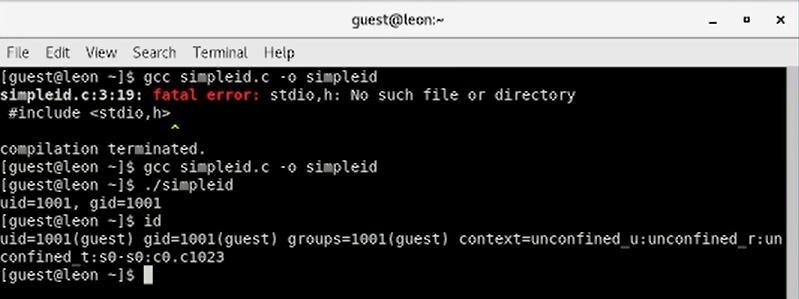 guest@leon:~
File Edit View Search Terminal Help
[guest@leon ~]$ gcc simpleid.c -o simpleid
simpleid.c:3:19: fatal error: stdio,h: No such file or directory
 #include <stdio,h>
^
compilation terminated.
[guest@leon ~]$ gcc simpleid.c -o simpleid
[guest@leon ~]$ ./simpleid
uid=1001, gid=1001
[guest@leon ~]$ id
uid=1001(guest) gid=1001(guest) groups=1001(guest) context=unconfined_u:unconfined_r:un
confined_t:s0-s0:c0.c1023
[guest@leon ~]$